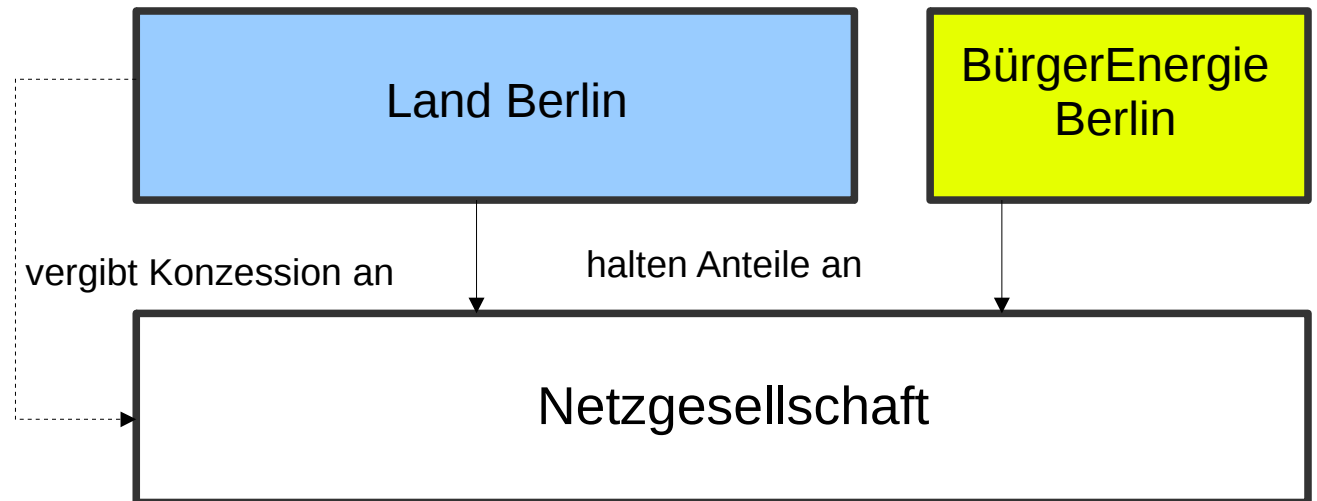 Land Berlin
BürgerEnergie
Berlin
vergibt Konzession an
halten Anteile an
Netzgesellschaft